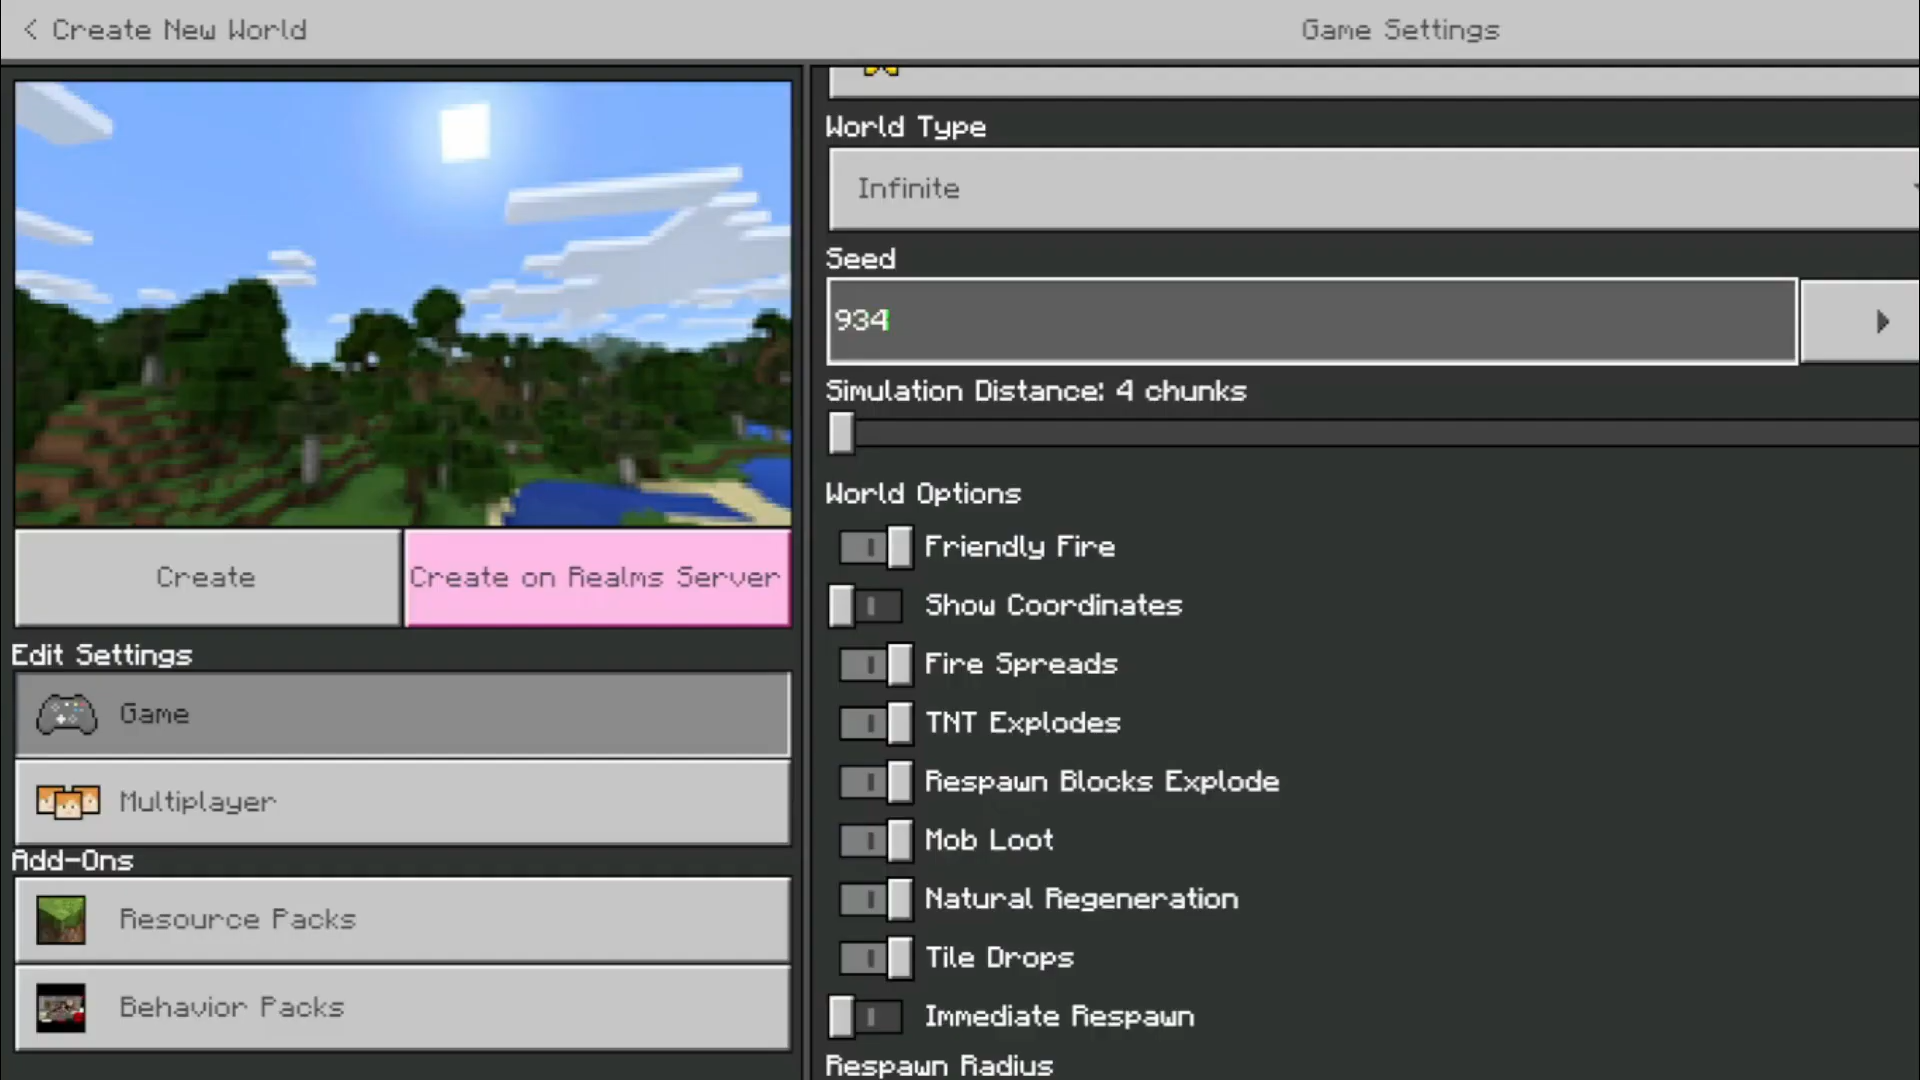 Create New World
Game Settings
World Type
Infinite
Seed
934
Simulation Distance: 4 chunks
World Options
Friendly Fire
Show Coordinates
Fire Spreads
TNT Explodes
Respawn Blocks Explode
Mob Loot
Natural Regeneration
Tile Drops
Immediate Respawn
Respawn Radius
Create
Create on Realms Server
Edit Settings
Game
Multiplayer
Add-Ons
Resource Packs
Behavior Packs